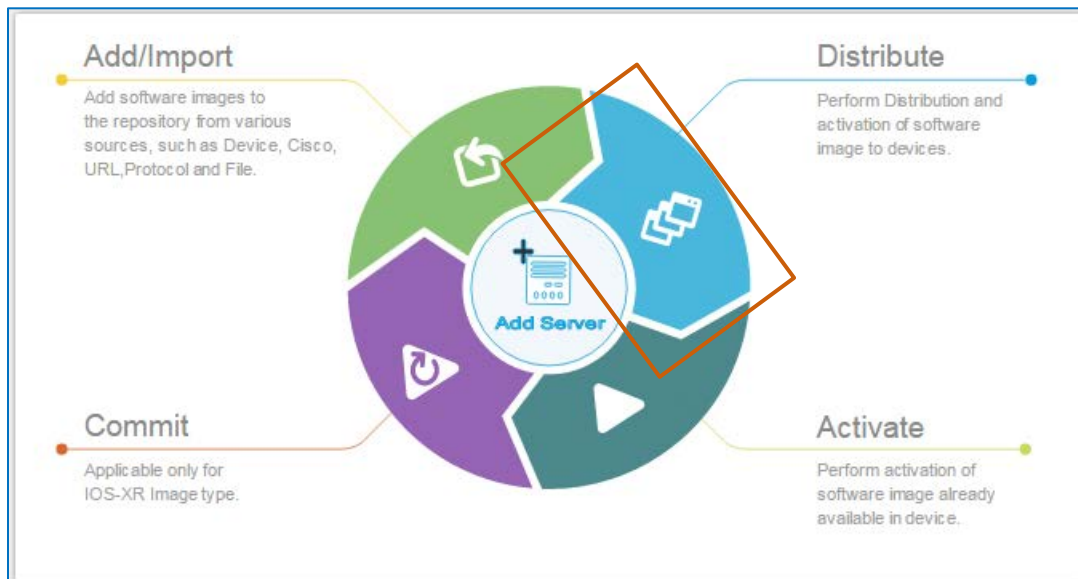 Add/Import
Add software images to
the repository from various
sources, such as Device, Cisco,
URL,Protocol and File.
Distribute
Perform Distribution and
activation of software
image to devices.
Add Server
Commit
Applicable only for
IOS-XR Image type.
Activate
Perform activation of
software image already
available in device.